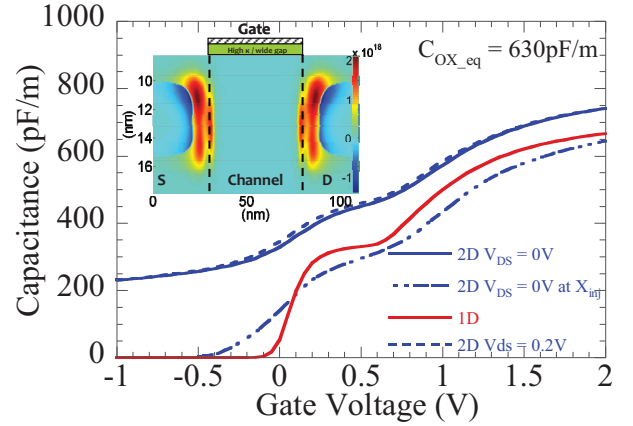 Gate
High κ / wide gap
x 10¹⁸
C_OX_eq = 630pF/m
1000
800
600
400
200
0
Capacitance (pF/m)
10
12
14
16
(nm)
2
1
0
-1
S
Channel
D
0
50
100
(nm)
2D V_DS = 0V
2D V_DS = 0V at X_inj
1D
2D Vds = 0.2V
-1
-0.5
0
0.5
1
1.5
2
Gate Voltage (V)